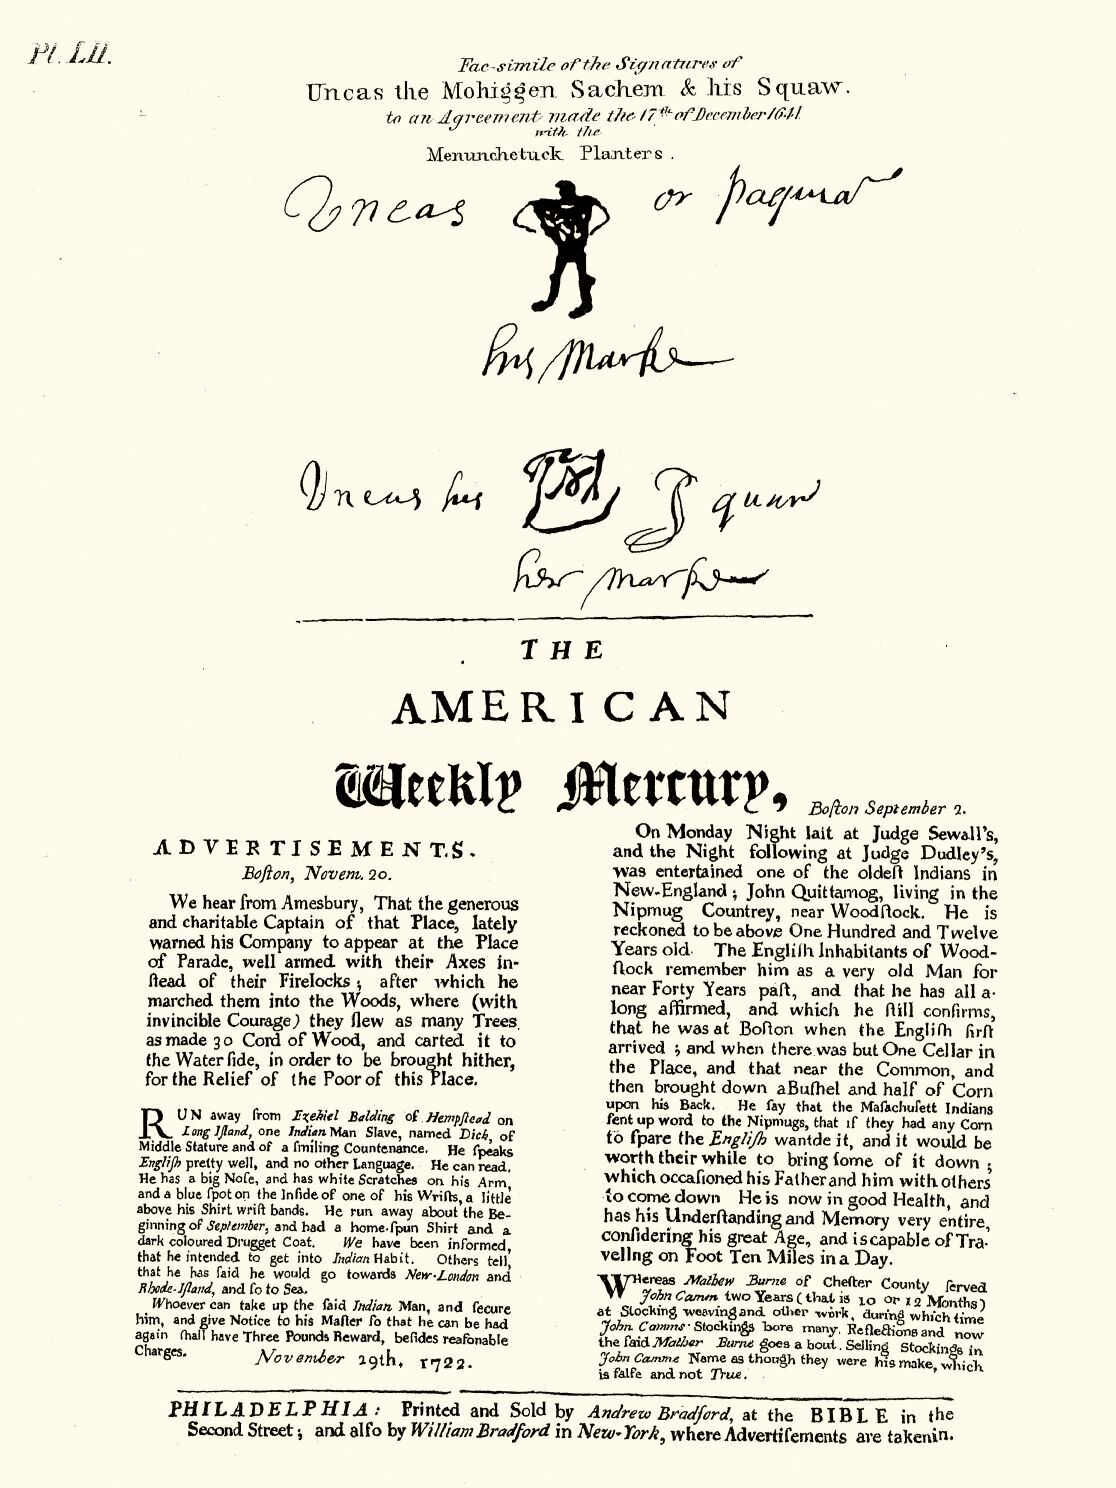 Pl. LII.
Fac-simile of the Signatures of
Uncas the Mohiggen Sachem & his Squaw.
to an Agreement made the 17th of December 1641
with the
Menunchetuck Planters.
Uncas or
his Marke
Uncas his Squaw
her marke
THE
AMERICAN
Weekly Mercury,
ADVERTISEMENT.S.
Boſton, Novem. 20.
We hear from Amesbury, That the generous
and charitable Captain of that Place, lately
warned his Company to appear at the Place
of Parade, well armed with their Axes in-
ſtead of their Firelocks; after which he
marched them into the Woods, where (with
invincible Courage) they ſlew as many Trees
as made 30 Cord of Wood, and carted it to
the Water ſide, in order to be brought hither,
for the Relief of the Poor of this Place.
RUN away from Ezekiel Balding of Hempſtead on
Long Iſland, one Indian Man Slave, named Dick, of
Middle Stature and of a ſmiling Countenance. He ſpeaks
Engliſh pretty well, and no other Language. He can read,
He has a big Noſe, and has white Scratches on his Arm,
and a blue ſpot on the Inſide of one of his Wriſts, a little
above his Shirt wriſt bands. He run away about the Be-
ginning of September, and had a home-ſpun Shirt and a
dark coloured Drugget Coat. We have been informed,
that he intended to get into Indian Habit. Others tell,
that he has ſaid he would go towards New-London and
Rhode-Iſland, and ſo to Sea.
Whoever can take up the ſaid Indian Man, and ſecure
him, and give Notice to his Maſter ſo that he can be had
again ſhall have Three Pounds Reward, beſides reaſonable
Charges.
November 29th, 1722.
Boſton September 2.
On Monday Night laſt at Judge Sewall's,
and the Night following at Judge Dudley's,
was entertained one of the oldeſt Indians in
New-England; John Quittamog, living in the
Nipmug Countrey, near Woodſtock. He is
reckoned to be above One Hundred and Twelve
Years old. The Engliſh Inhabitants of Wood-
ſtock remember him as a very old Man for
near Forty Years paſt, and that he has all a-
long affirmed, and which he ſtill confirms,
that he was at Boſton when the Engliſh firſt
arrived; and when there was but One Cellar in
the Place, and that near the Common, and
then brought down a Buſhel and half of Corn
upon his Back. He ſay that the Maſachuſett Indians
ſent up word to the Nipmugs, that if they had any Corn
to ſpare the Engliſh wantde it, and it would be
worth their while to bring ſome of it down;
which occaſioned his Father and him with others
to come down He is now in good Health, and
has his Underſtanding and Memory very entire,
conſidering his great Age, and is capable of Tra-
vellng on Foot Ten Miles in a Day.
WHereas Mathew Burne of Cheſter County ſerved
John Camm two Years (that is 10 or 12 Months)
at Stocking weaving and other work, during which time
John Camms Stockings bore many. Reflections and now
the ſaid Mather Burne goes a bout. Selling Stockings in
John Camme Name as though they were his make, which
is falſe and not True.
PHILADELPHIA: Printed and Sold by Andrew Bradford, at the BIBLE in the
Second Street; and alſo by William Bradford in New-York, where Advertiſements are takenin.